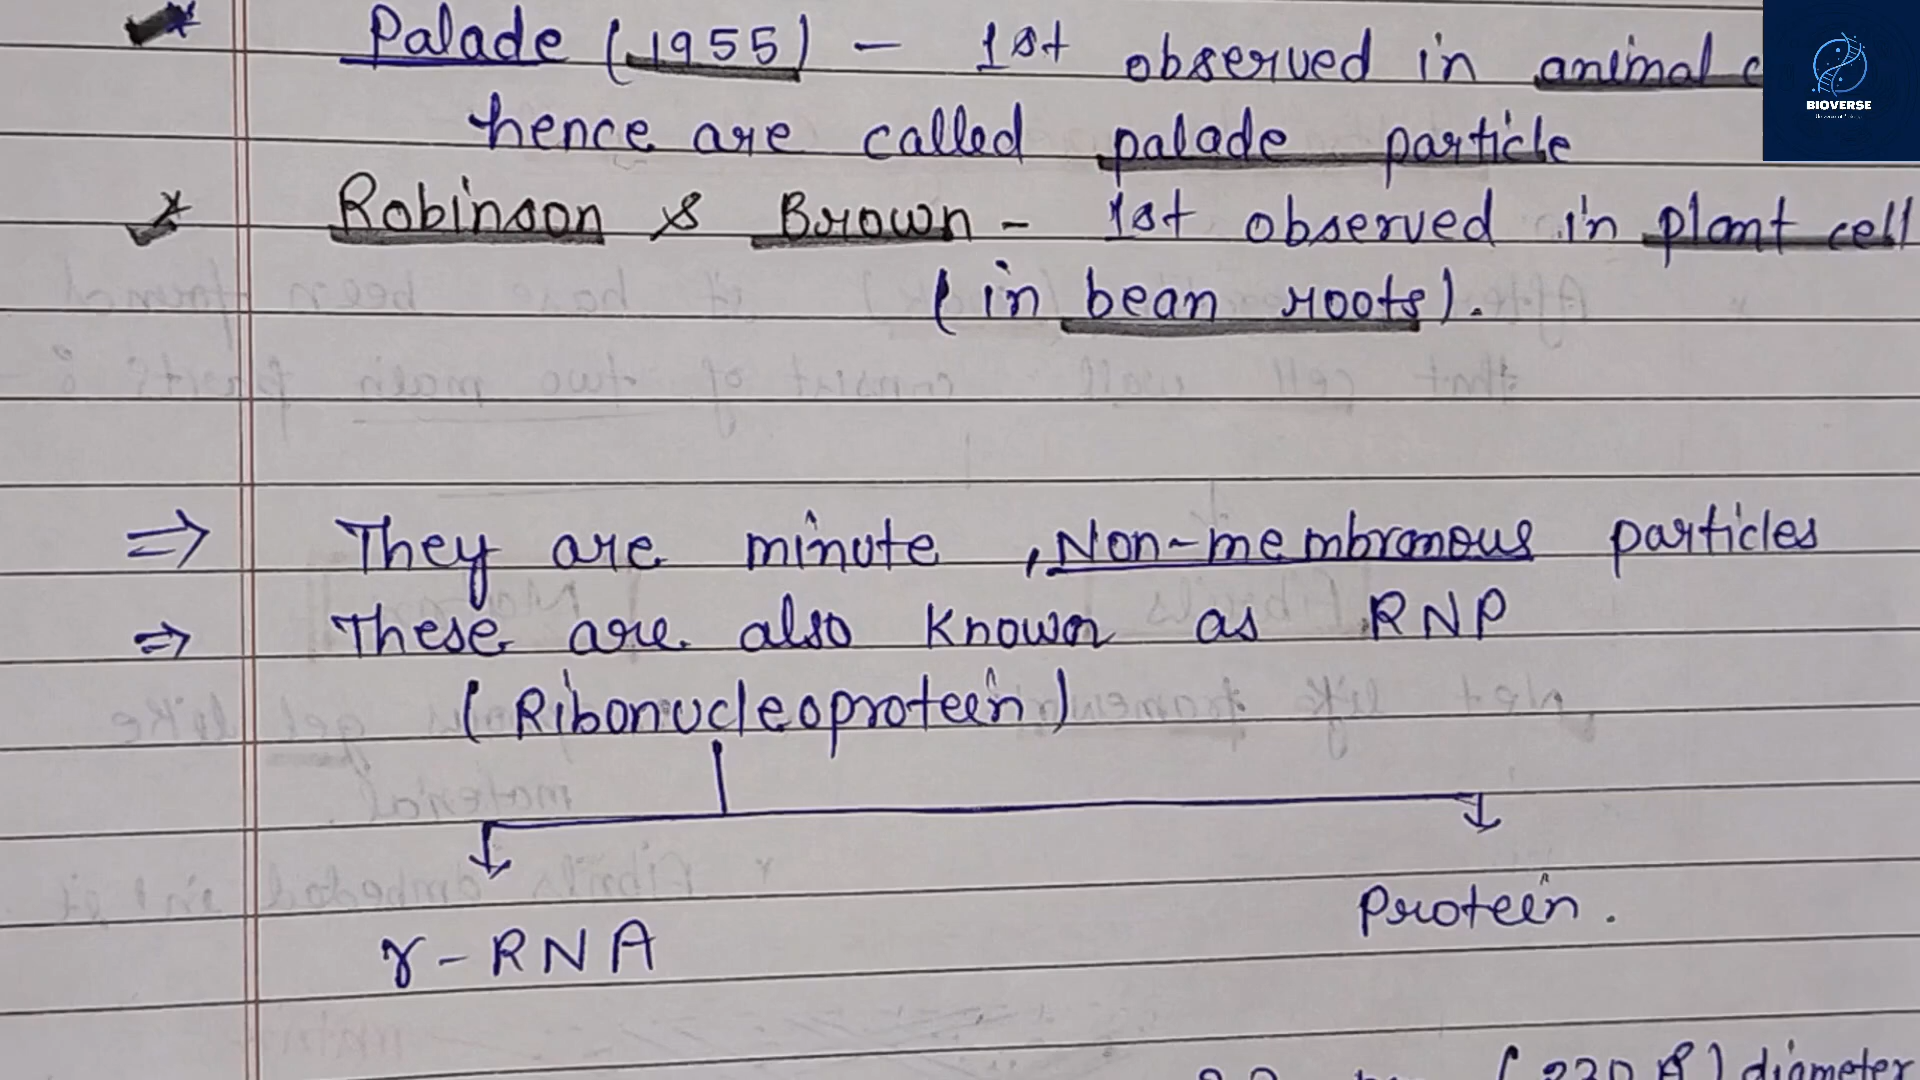 Palade (1955) - 1st observed in animal
hence are called palade particle
Robinson & Brown - 1st observed in plant cell
(in bean roots).
⇒ They are minute, Non-membranous particles
⇒ These are also known as RNP
(Ribonucleoprotein)
r-RNA
Protein.
(230 Å) diameter
BIOVERSE